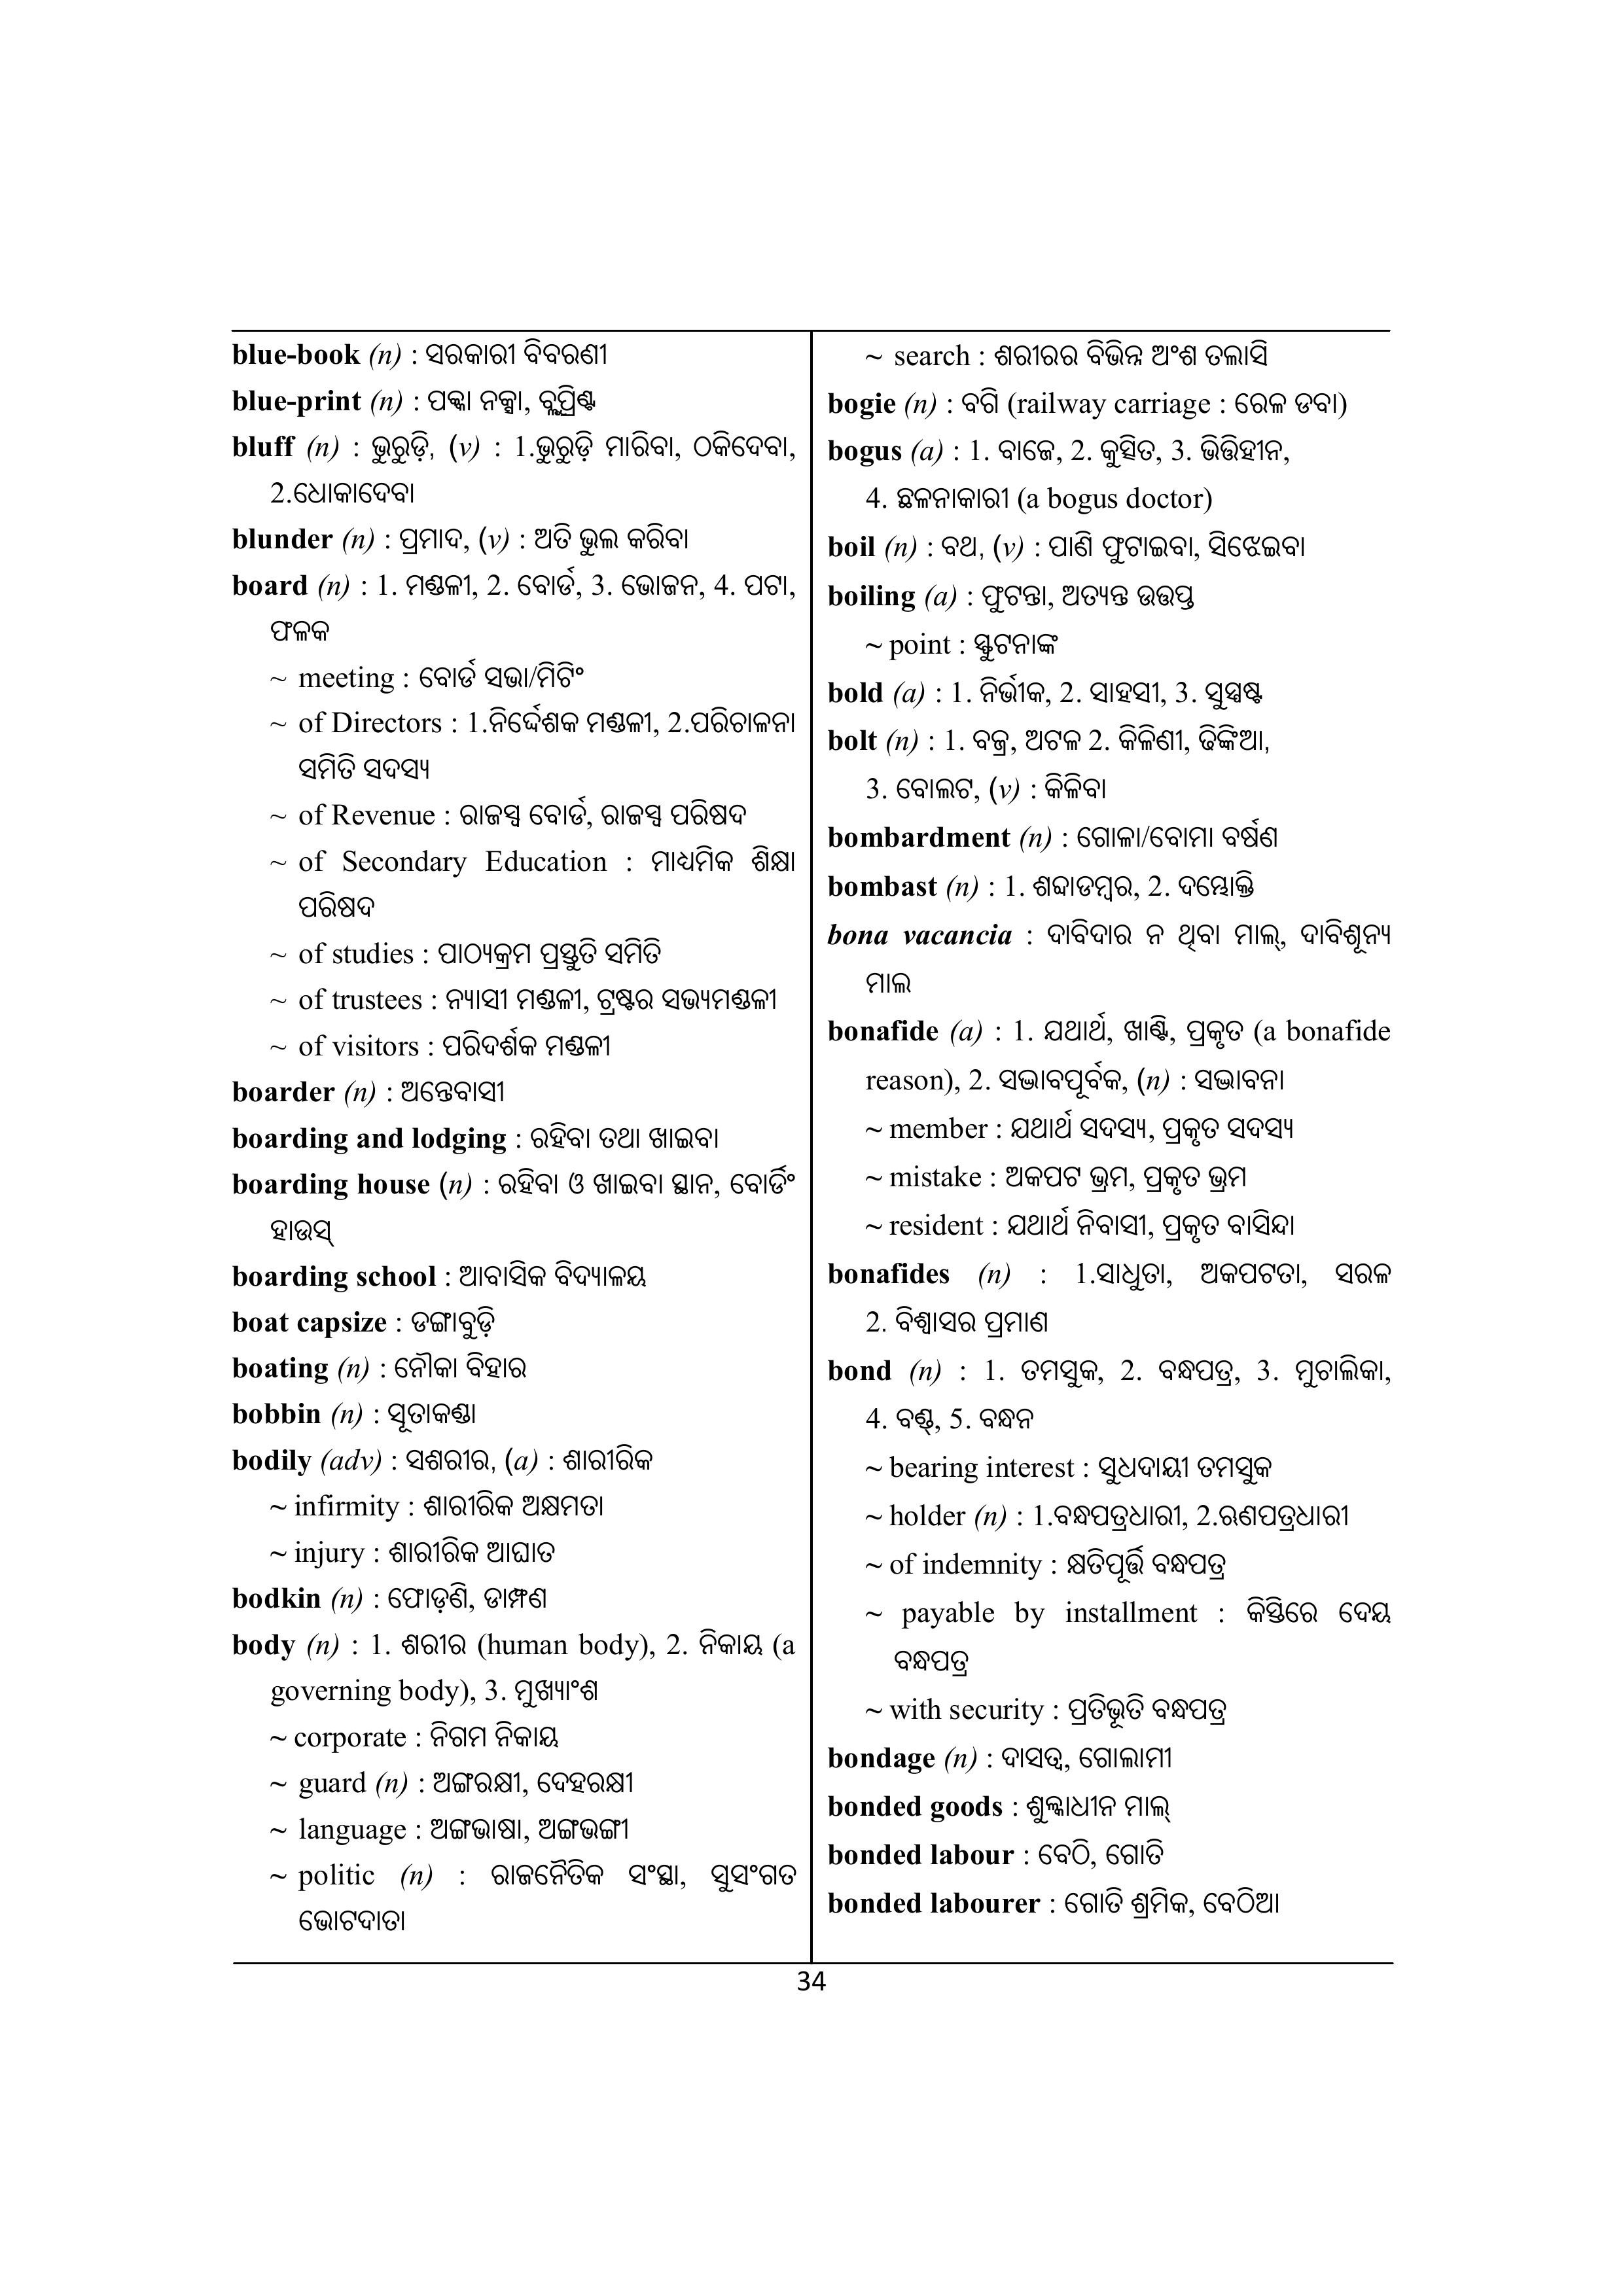 blue-book (n) : ସରକାରୀ ବିବରଣୀ
blue-print (n) : ପକ୍କା ନକ୍ସା, ବ୍ଲୁପ୍ରିଣ୍ଟ
bluff (n) : ଭୁରୁଡ଼ି, (v) : 1.ଭୁରୁଡ଼ି ମାରିବା, ଠକିଦେବା,
2.ଧୋକାଦେବା
blunder (n) : ପ୍ରମାଦ, (v) : ଅତି ଭୁଲ କରିବା
board (n) : 1. ମଣ୍ଡଳୀ, 2. ବୋର୍ଡ, 3. ଭୋଜନ, 4. ପଟା,
ଫଳକ
~ meeting : ବୋର୍ଡ ସଭା/ମିଟିଂ
~ of Directors : 1.ନିର୍ଦ୍ଦେଶକ ମଣ୍ଡଳୀ, 2.ପରିଚାଳନା
ସମିତି ସଦସ୍ୟ
~ of Revenue : ରାଜସ୍ୱ ବୋର୍ଡ, ରାଜସ୍ୱ ପରିଷଦ
~ of Secondary Education : ମାଧ୍ୟମିକ ଶିକ୍ଷା
ପରିଷଦ
~ of studies : ପାଠ୍ୟକ୍ରମ ପ୍ରସ୍ତୁତି ସମିତି
~ of trustees : ନ୍ୟାସୀ ମଣ୍ଡଳୀ, ଟ୍ରଷ୍ଟର ସଭ୍ୟମଣ୍ଡଳୀ
~ of visitors : ପରିଦର୍ଶକ ମଣ୍ଡଳୀ
boarder (n) : ଅନ୍ତେବାସୀ
boarding and lodging : ରହିବା ତଥା ଖାଇବା
boarding house (n) : ରହିବା ଓ ଖାଇବା ସ୍ଥାନ, ବୋର୍ଡିଂ
ହାଉସ୍
boarding school : ଆବାସିକ ବିଦ୍ୟାଳୟ
boat capsize : ଡଙ୍ଗାବୁଡ଼ି
boating (n) : ନୌକା ବିହାର
bobbin (n) : ସୂତାକଣ୍ଡା
bodily (adv) : ସଶରୀର, (a) : ଶାରୀରିକ
~ infirmity : ଶାରୀରିକ ଅକ୍ଷମତା
~ injury : ଶାରୀରିକ ଆଘାତ
bodkin (n) : ଫୋଡ଼ଣି, ଡାମ୍ଫଣ
body (n) : 1. ଶରୀର (human body), 2. ନିକାୟ (a
governing body), 3. ମୁଖ୍ୟାଂଶ
~ corporate : ନିଗମ ନିକାୟ
~ guard (n) : ଅଙ୍ଗରକ୍ଷୀ, ଦେହରକ୍ଷୀ
~ language : ଅଙ୍ଗଭାଷା, ଅଙ୍ଗଭଙ୍ଗୀ
~ politic (n) : ରାଜନୈତିକ ସଂସ୍ଥା, ସୁସଂଗତ
ଭୋଟଦାତା
~ search : ଶରୀରର ବିଭିନ୍ନ ଅଂଶ ତଲାସି
bogie (n) : ବଗି (railway carriage : ରେଳ ଡବା)
bogus (a) : 1. ବାଜେ, 2. କୁତ୍ସିତ, 3. ଭିତ୍ତିହୀନ,
4. ଛଳନାକାରୀ (a bogus doctor)
boil (n) : ବଥ, (v) : ପାଣି ଫୁଟାଇବା, ସିଝେଇବା
boiling (a) : ଫୁଟନ୍ତା, ଅତ୍ୟନ୍ତ ଉତ୍ତପ୍ତ
~ point : ସ୍ଫୁଟନାଙ୍କ
bold (a) : 1. ନିର୍ଭୀକ, 2. ସାହସୀ, 3. ସୁସ୍ପଷ୍ଟ
bolt (n) : 1. ବଜ୍ର, ଅଟଳ 2. କିଳିଣୀ, ଡିଙ୍କିଆ,
3. ବୋଲଟ, (v) : କିଳିବା
bombardment (n) : ଗୋଳା/ବୋମା ବର୍ଷଣ
bombast (n) : 1. ଶବ୍ଦାଡମ୍ବର, 2. ଦମ୍ଭୋକ୍ତି
bona vacancia : ଦାବିଦାର ନ ଥିବା ମାଲ୍, ଦାବିଶୂନ୍ୟ
ମାଲ
bonafide (a) : 1. ଯଥାର୍ଥ, ଖାଣ୍ଟି, ପ୍ରକୃତ (a bonafide
reason), 2. ସଦ୍ଭାବପୂର୍ବକ, (n) : ସଦ୍ଭାବନା
~ member : ଯଥାର୍ଥ ସଦସ୍ୟ, ପ୍ରକୃତ ସଦସ୍ୟ
~ mistake : ଅକପଟ ଭ୍ରମ, ପ୍ରକୃତ ଭ୍ରମ
~ resident : ଯଥାର୍ଥ ନିବାସୀ, ପ୍ରକୃତ ବାସିନ୍ଦା
bonafides (n) : 1.ସାଧୁତା, ଅକପଟତା, ସରଳ
2. ବିଶ୍ୱାସର ପ୍ରମାଣ
bond (n) : 1. ତମସୁକ, 2. ବନ୍ଧପତ୍ର, 3. ମୁଚାଲିକା,
4. ବଣ୍ଡ୍, 5. ବନ୍ଧନ
~ bearing interest : ସୁଧଦାୟୀ ତମସୁକ
~ holder (n) : 1.ବନ୍ଧପତ୍ରଧାରୀ, 2.ଋଣପତ୍ରଧାରୀ
~ of indemnity : କ୍ଷତିପୂର୍ତ୍ତି ବନ୍ଧପତ୍ର
~ payable by installment : କିସ୍ତିରେ ଦେୟ
ବନ୍ଧପତ୍ର
~ with security : ପ୍ରତିଭୂତି ବନ୍ଧପତ୍ର
bondage (n) : ଦାସତ୍ୱ, ଗୋଲାମୀ
bonded goods : ଶୁଳ୍କାଧୀନ ମାଲ୍
bonded labour : ବେଠି, ଗୋତି
bonded labourer : ଗୋତି ଶ୍ରମିକ, ବେଠିଆ
34